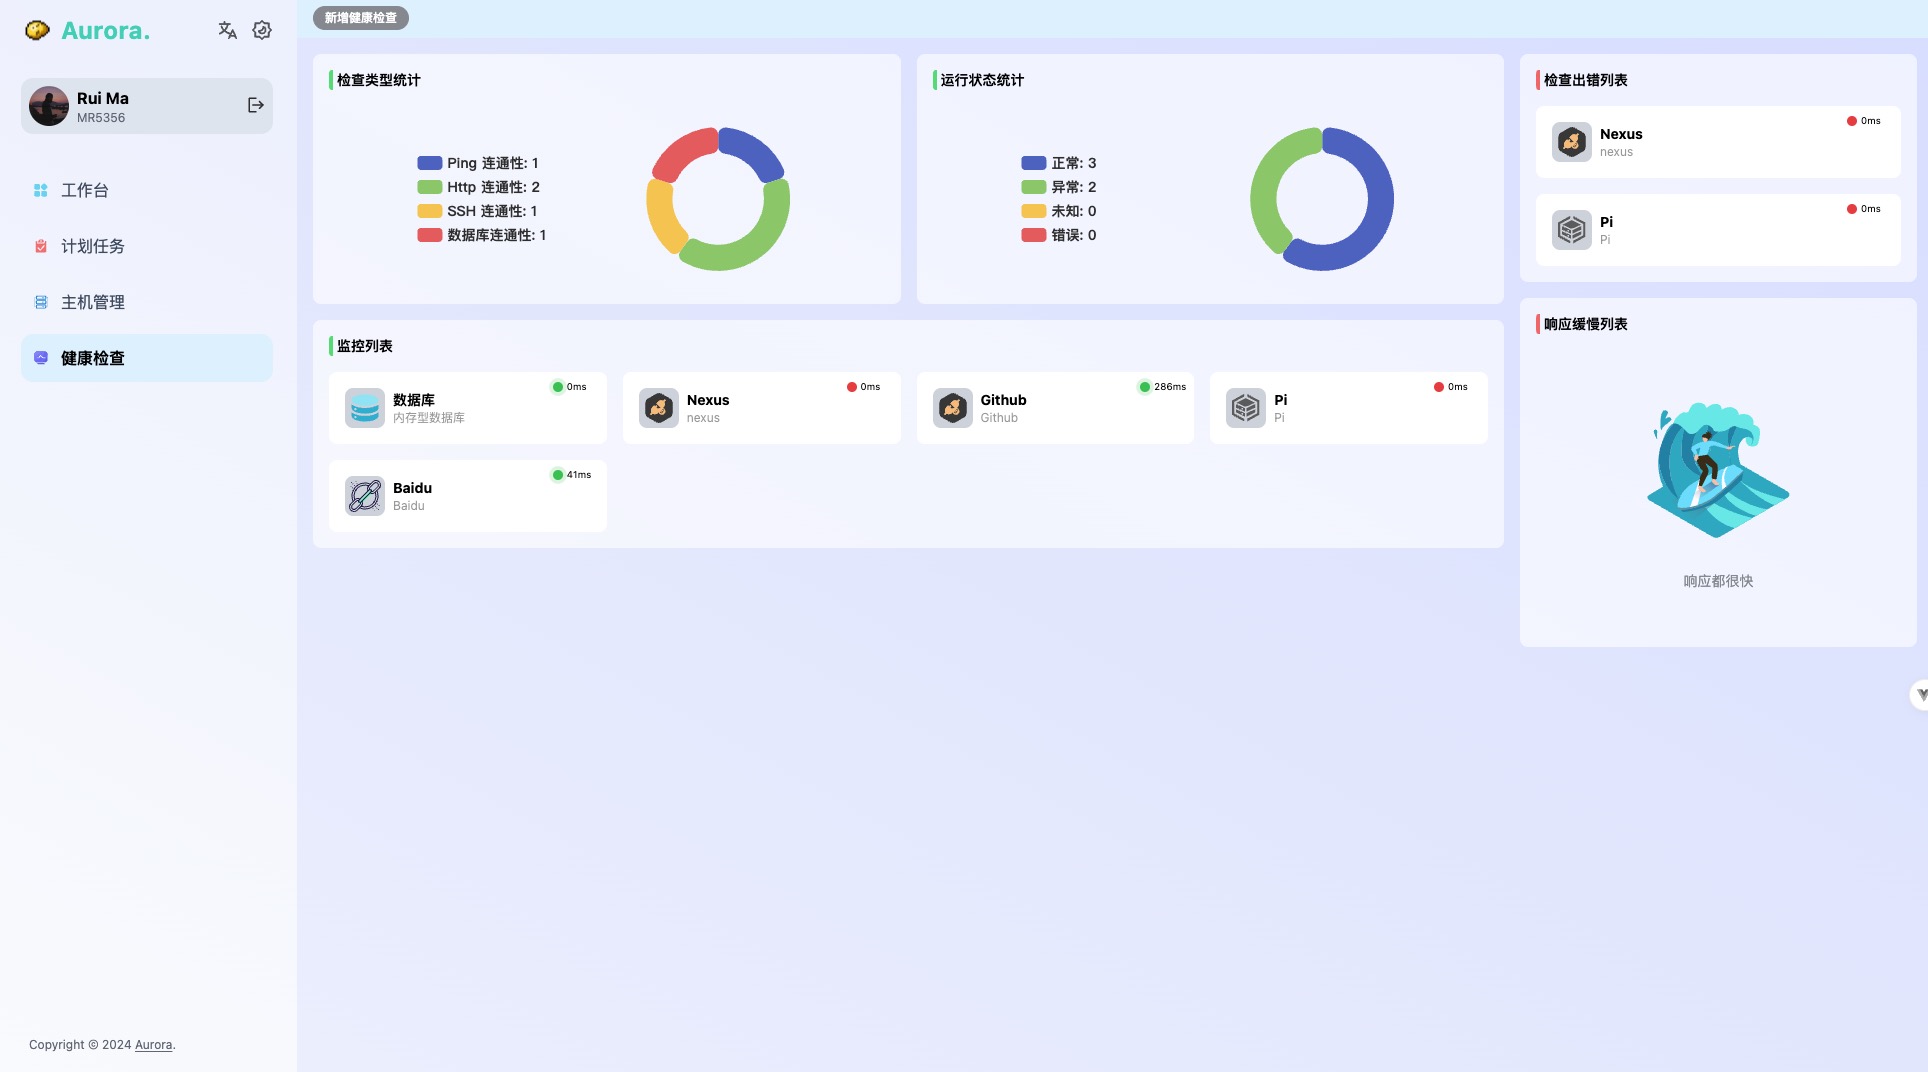 Aurora.
Rui Ma
MR5356
工作台
计划任务
主机管理
健康检查
Copyright © 2024 Aurora.
新增健康检查
检查类型统计
Ping 连通性: 1
Http 连通性: 2
SSH 连通性: 1
数据库连通性: 1
运行状态统计
正常: 3
异常: 2
未知: 0
错误: 0
监控列表
数据库
内存型数据库
0ms
Nexus
nexus
0ms
Github
Github
286ms
Pi
Pi
0ms
Baidu
Baidu
41ms
检查出错列表
Nexus
nexus
0ms
Pi
Pi
0ms
响应缓慢列表
响应都很快